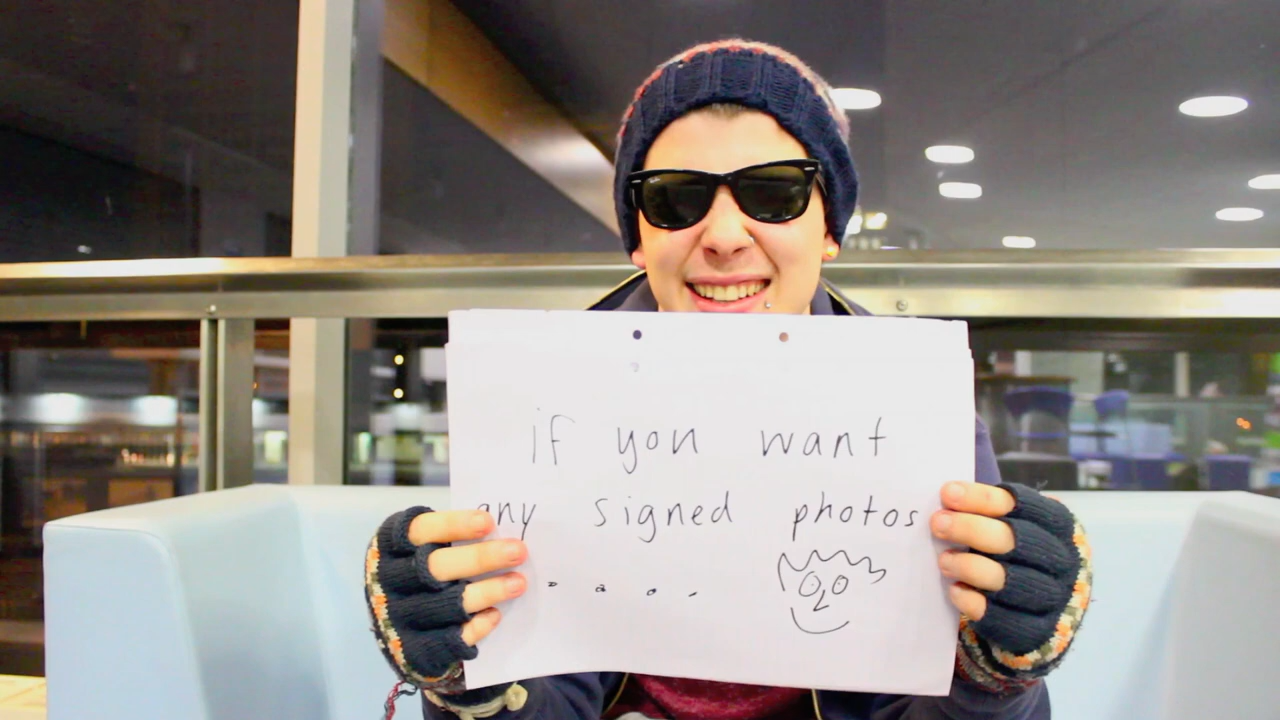 if you want
any signed photos
....